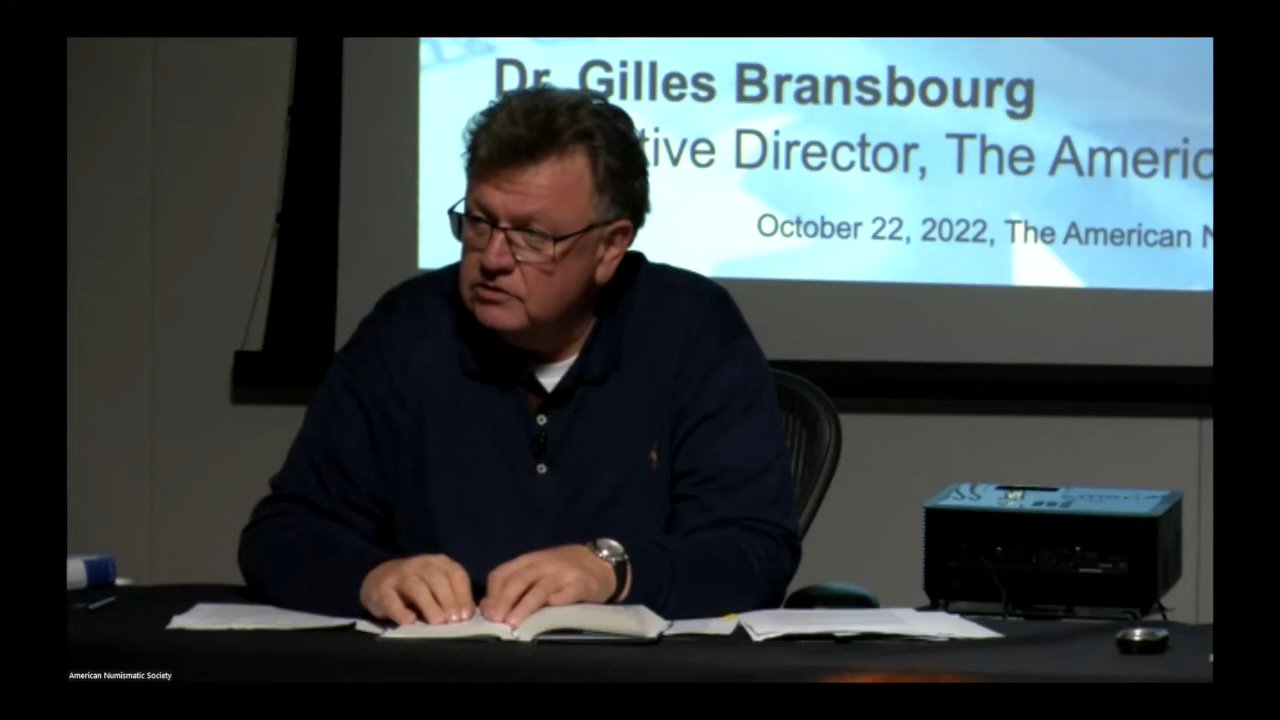 Dr. Gilles Bransbourg
tive Director, The Americ
October 22, 2022, The American N
American Numismatic Society